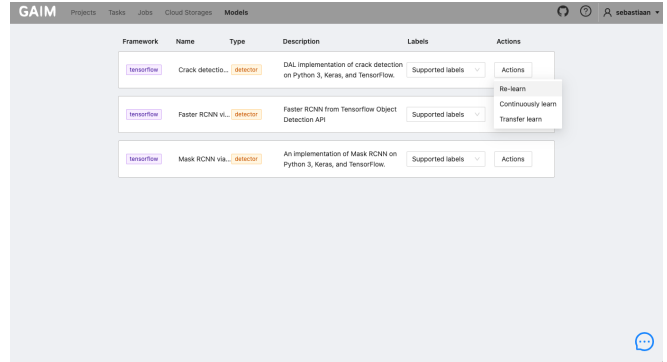 GAIM Projects Tasks Jobs Cloud Storages Models sebastiaan
Framework Name Type Description Labels Actions
tensorflow Crack detectio... detector DAL implementation of crack detection Supported labels Actions
on Python 3, Keras, and TensorFlow.
Re-learn
Continuously learn
Transfer learn
tensorflow Faster RCNN vi... detector Faster RCNN from Tensorflow Object Supported labels
Detection API
tensorflow Mask RCNN via... detector An implementation of Mask RCNN on Supported labels Actions
Python 3, Keras, and TensorFlow.